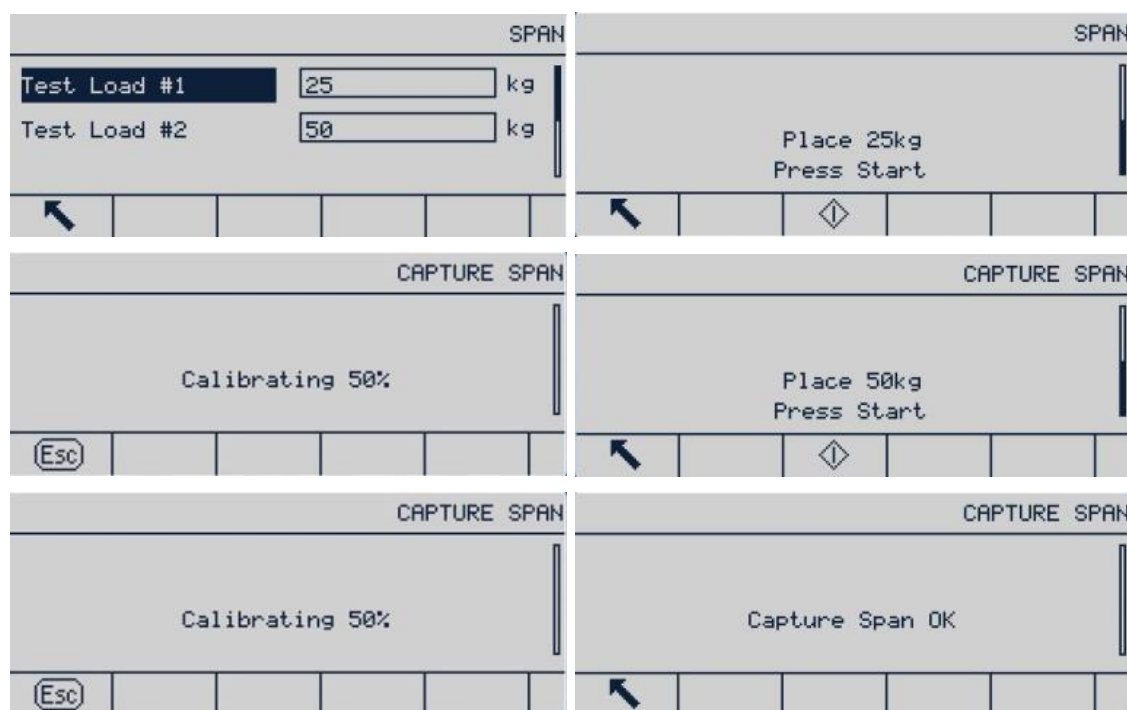 SPAN
Test Load #1 25 kg
Test Load #2 50 kg
SPAN
Place 25kg
Press Start
CAPTURE SPAN
Calibrating 50%
Esc
CAPTURE SPAN
Place 50kg
Press Start
CAPTURE SPAN
Calibrating 50%
Esc
CAPTURE SPAN
Capture Span OK